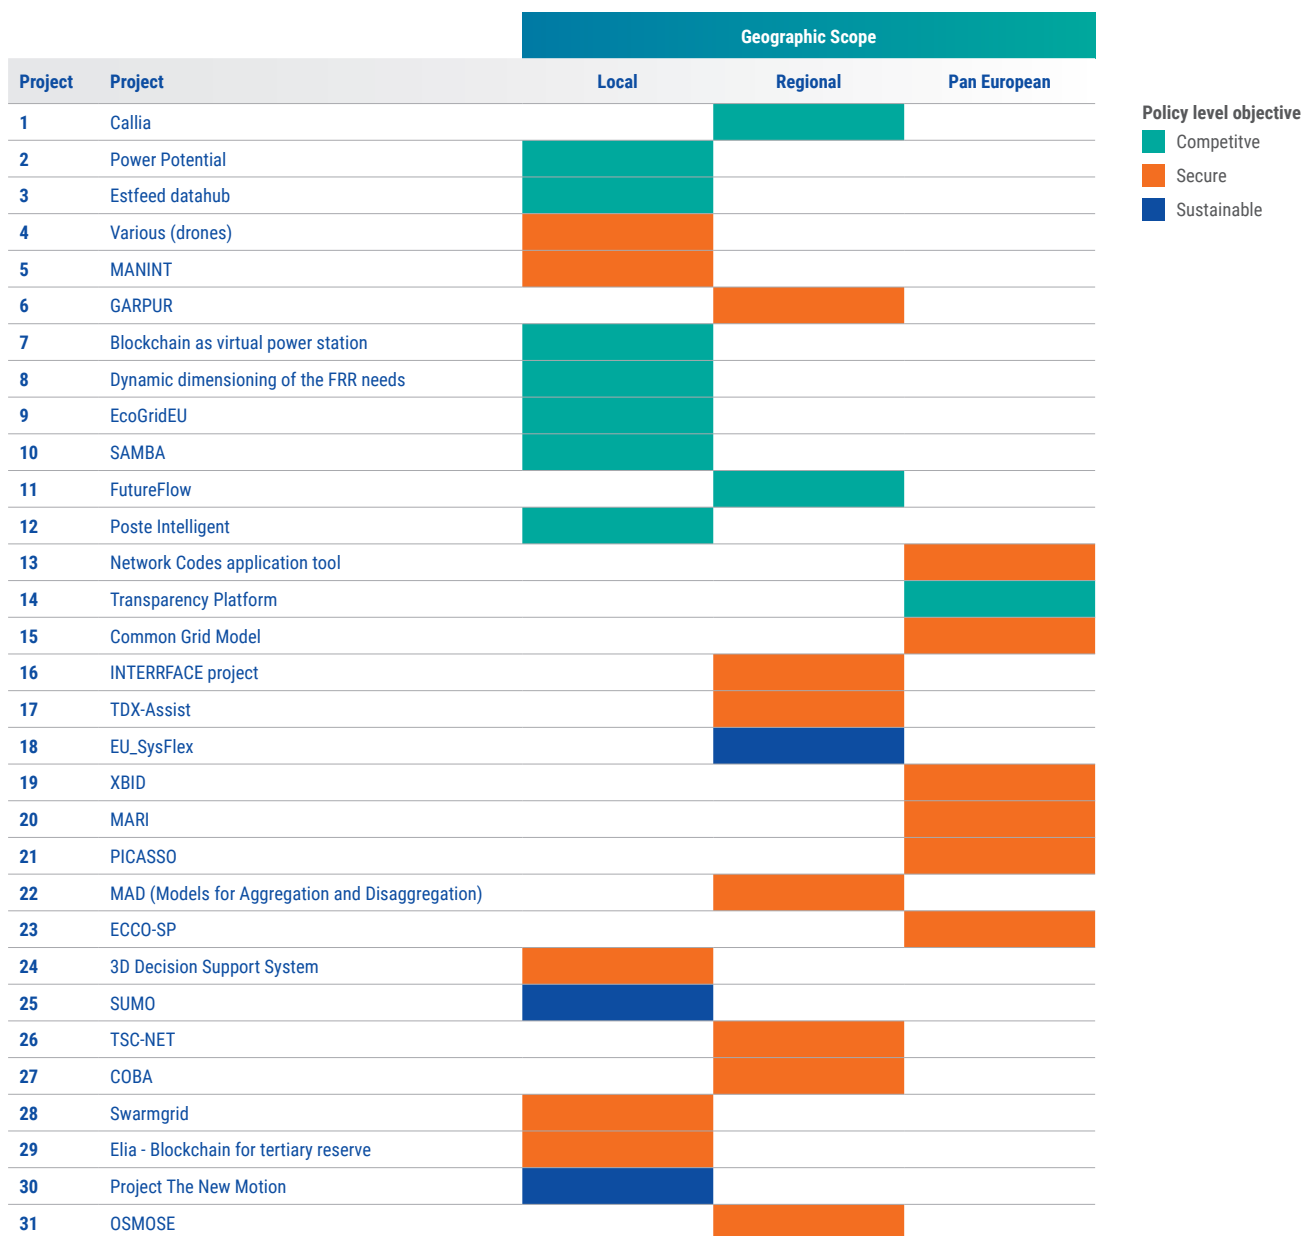 Geographic Scope
Project Project Local Regional Pan European
1 Callia
2 Power Potential
3 Estfeed datahub
4 Various (drones)
5 MANINT
6 GARPUR
7 Blockchain as virtual power station
8 Dynamic dimensioning of the FRR needs
9 EcoGridEU
10 SAMBA
11 FutureFlow
12 Poste Intelligent
13 Network Codes application tool
14 Transparency Platform
15 Common Grid Model
16 INTERRFACE project
17 TDX-Assist
18 EU_SysFlex
19 XBID
20 MARI
21 PICASSO
22 MAD (Models for Aggregation and Disaggregation)
23 ECCO-SP
24 3D Decision Support System
25 SUMO
26 TSC-NET
27 COBA
28 Swarmgrid
29 Elia - Blockchain for tertiary reserve
30 Project The New Motion
31 OSMOSE
Policy level objective
Competitve
Secure
Sustainable